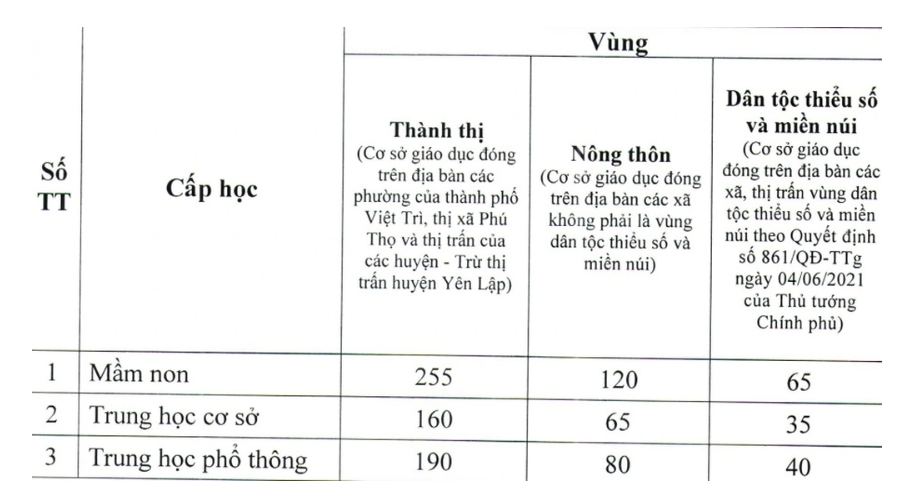 Số TT
Cấp học
Vùng
Thành thị
(Cơ sở giáo dục đóng
trên địa bàn các
phường của thành phố
Việt Trì, thị xã Phú
Thọ và thị trấn của
các huyện - Trừ thị
trấn huyện Yên Lập)
Nông thôn
(Cơ sở giáo dục đóng
trên địa bàn các xã
không phải là vùng
dân tộc thiểu số và
miền núi)
Dân tộc thiểu số
và miền núi
(Cơ sở giáo dục
đóng trên địa bàn các
xã, thị trấn vùng dân
tộc thiểu số và miền
núi theo Quyết định
số 861/QĐ-TTg
ngày 04/06/2021
của Thủ tướng
Chính phủ)
1 Mầm non 255 120 65
2 Trung học cơ sở 160 65 35
3 Trung học phổ thông 190 80 40